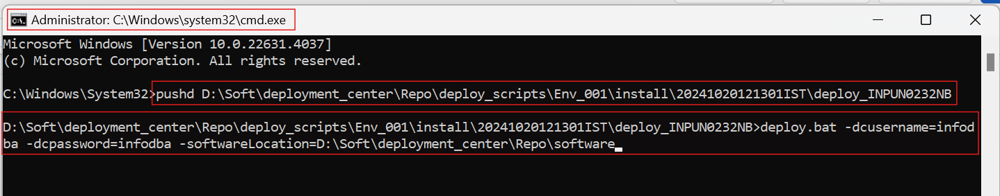 Administrator: C:\Windows\system32\cmd.exe
Microsoft Windows [Version 10.0.22631.4037]
(c) Microsoft Corporation. All rights reserved.
C:\Windows\System32>pushd D:\Soft\deployment_center\Repo\deploy_scripts\Env_001\install\20241020121301IST\deploy_INPUN0232NB
D:\Soft\deployment_center\Repo\deploy_scripts\Env_001\install\20241020121301IST\deploy_INPUN0232NB>deploy.bat -dcusername=infod
ba -dcpassword=infodba -softwareLocation=D:\Soft\deployment_center\Repo\software